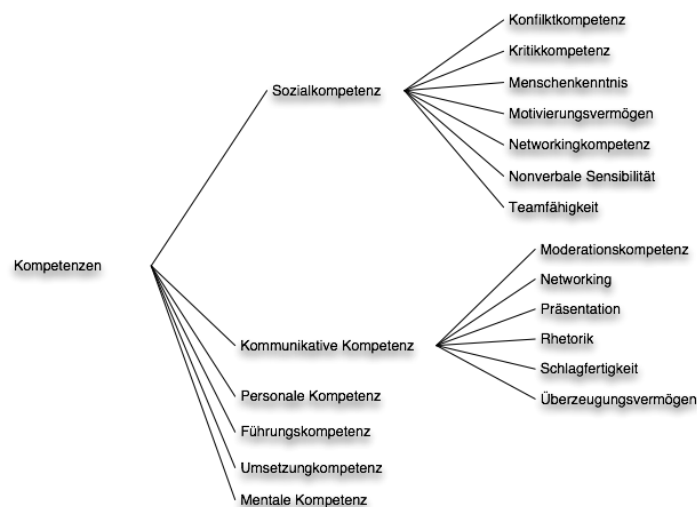 Kompetenzen
Sozialkompetenz
Konfilktkompetenz
Kritikkompetenz
Menschenkenntnis
Motivierungsvermögen
Networkingkompetenz
Nonverbale Sensibilität
Teamfähigkeit
Kommunikative Kompetenz
Moderationskompetenz
Networking
Präsentation
Rhetorik
Schlagfertigkeit
Überzeugungsvermögen
Personale Kompetenz
Führungskompetenz
Umsetzungkompetenz
Mentale Kompetenz